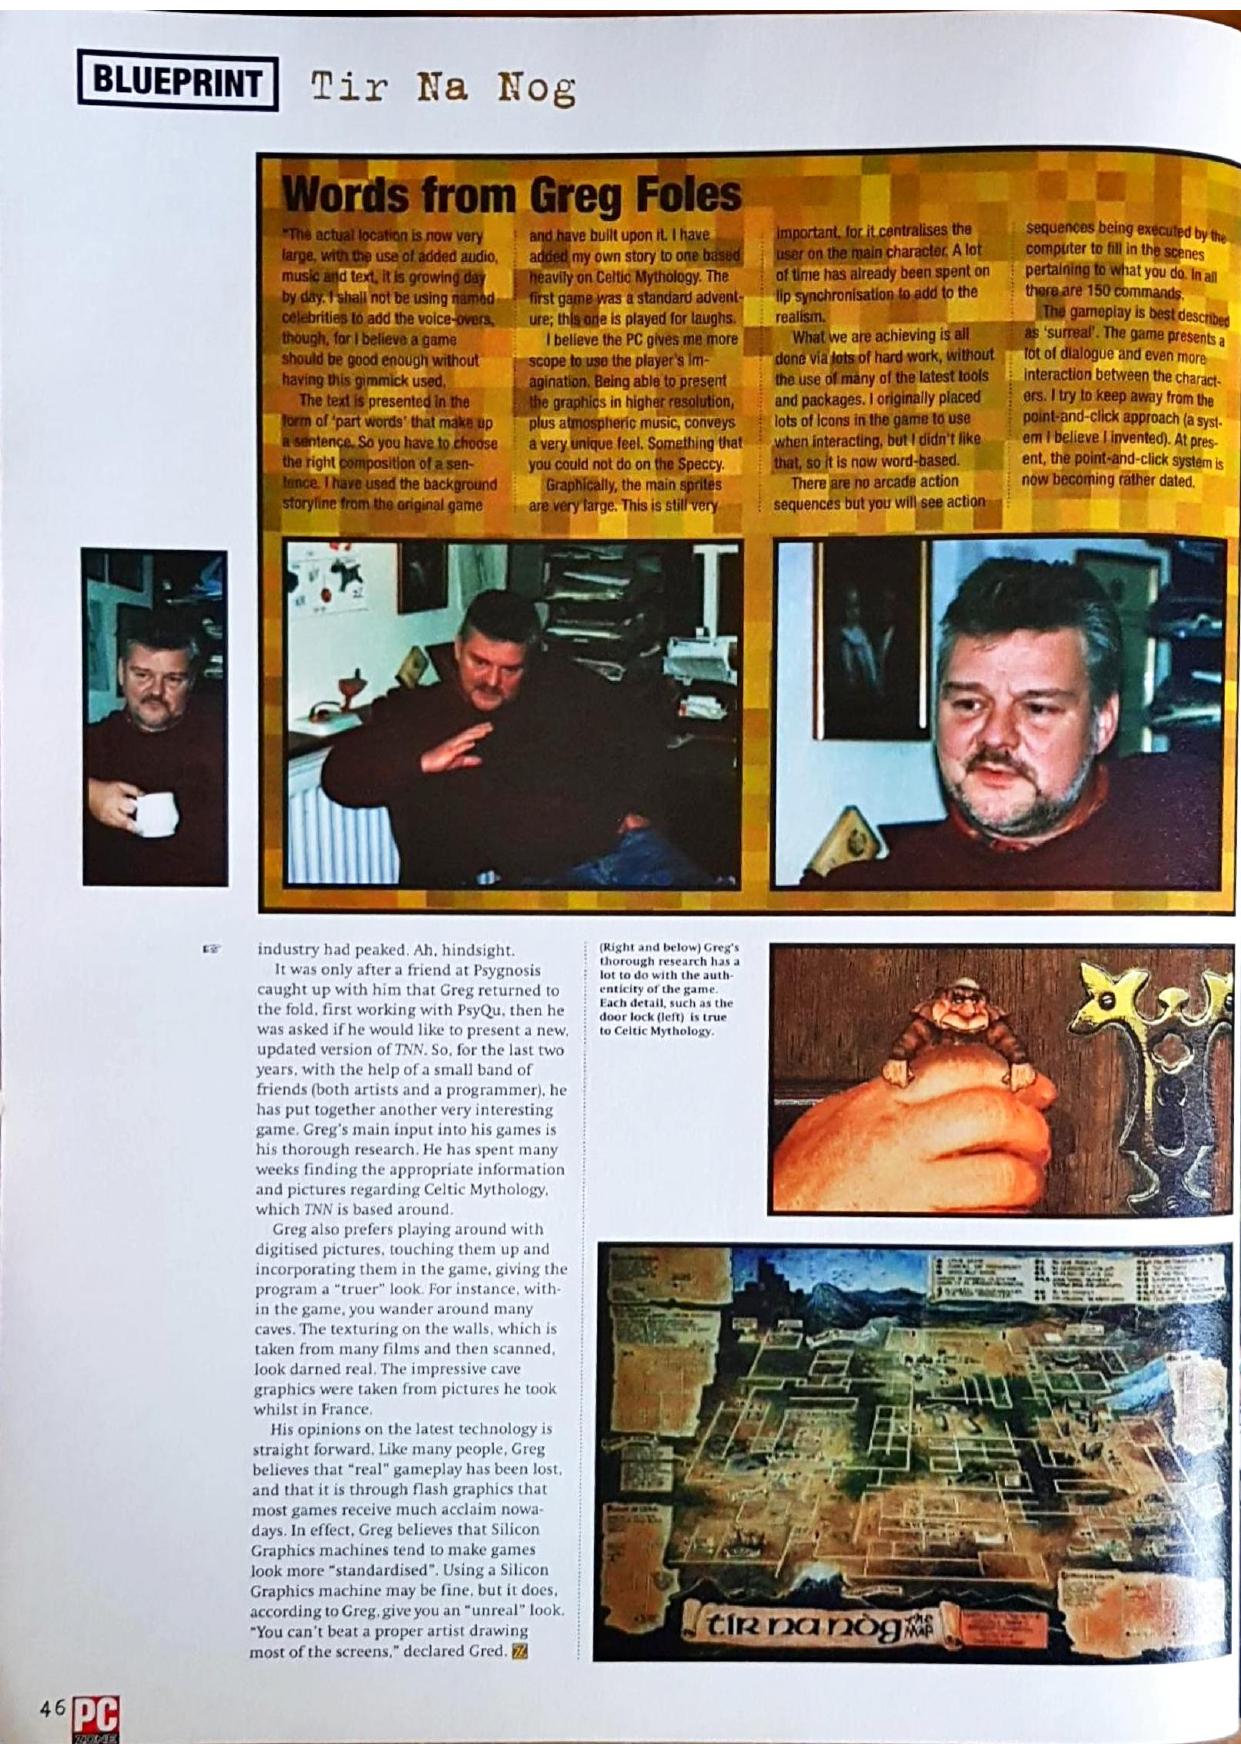 BLUEPRINT Tir Na Nog
Words from Greg Foles
"The actual location is now very
large, with the use of added audio,
music and text, it is growing day
by day. I shall not be using named
celebrities to add the voice-overs,
though, for I believe a game
should be good enough without
having this gimmick used.
The text is presented in the
form of 'part words' that make up
a sentence. So you have to choose
the right composition of a sen-
tence. I have used the background
storyline from the original game
and have built upon it. I have
added my own story to one based
heavily on Celtic Mythology. The
first game was a standard advent-
ure; this one is played for laughs.
I believe the PC gives me more
scope to use the player's im-
agination. Being able to present
the graphics in higher resolution,
plus atmospheric music, conveys
a very unique feel. Something that
you could not do on the Speccy.
Graphically, the main sprites
are very large. This is still very
important, for it centralises the
user on the main character. A lot
of time has already been spent on
lip synchronisation to add to the
realism.
What we are achieving is all
done via lots of hard work, without
the use of many of the latest tools
and packages. I originally placed
lots of icons in the game to use
when interacting, but I didn't like
that, so it is now word-based.
There are no arcade action
sequences but you will see action
sequences being executed by the
computer to fill in the scenes
pertaining to what you do. In all
there are 150 commands.
The gameplay is best described
as 'surreal'. The game presents a
lot of dialogue and even more
interaction between the charact-
ers. I try to keep away from the
point-and-click approach (a syst-
em I believe I invented). At pres-
ent, the point-and-click system is
now becoming rather dated.
industry had peaked. Ah, hindsight.
It was only after a friend at Psygnosis
caught up with him that Greg returned to
the fold, first working with PsyQu, then he
was asked if he would like to present a new,
updated version of TNN. So, for the last two
years, with the help of a small band of
friends (both artists and a programmer), he
has put together another very interesting
game. Greg's main input into his games is
his thorough research. He has spent many
weeks finding the appropriate information
and pictures regarding Celtic Mythology,
which TNN is based around.
Greg also prefers playing around with
digitised pictures, touching them up and
incorporating them in the game, giving the
program a "truer" look. For instance, with-
in the game, you wander around many
caves. The texturing on the walls, which is
taken from many films and then scanned,
look darned real. The impressive cave
graphics were taken from pictures he took
whilst in France.
His opinions on the latest technology is
straight forward. Like many people, Greg
believes that "real" gameplay has been lost,
and that it is through flash graphics that
most games receive much acclaim nowa-
days. In effect, Greg believes that Silicon
Graphics machines tend to make games
look more "standardised". Using a Silicon
Graphics machine may be fine, but it does,
according to Greg, give you an "unreal" look.
"You can't beat a proper artist drawing
most of the screens," declared Gred. Z
(Right and below) Greg's
thorough research has a
lot to do with the auth-
enticity of the game.
Each detail, such as the
door lock (left) is true
to Celtic Mythology.
tír na nòg the MAP
46 PC
ZONE